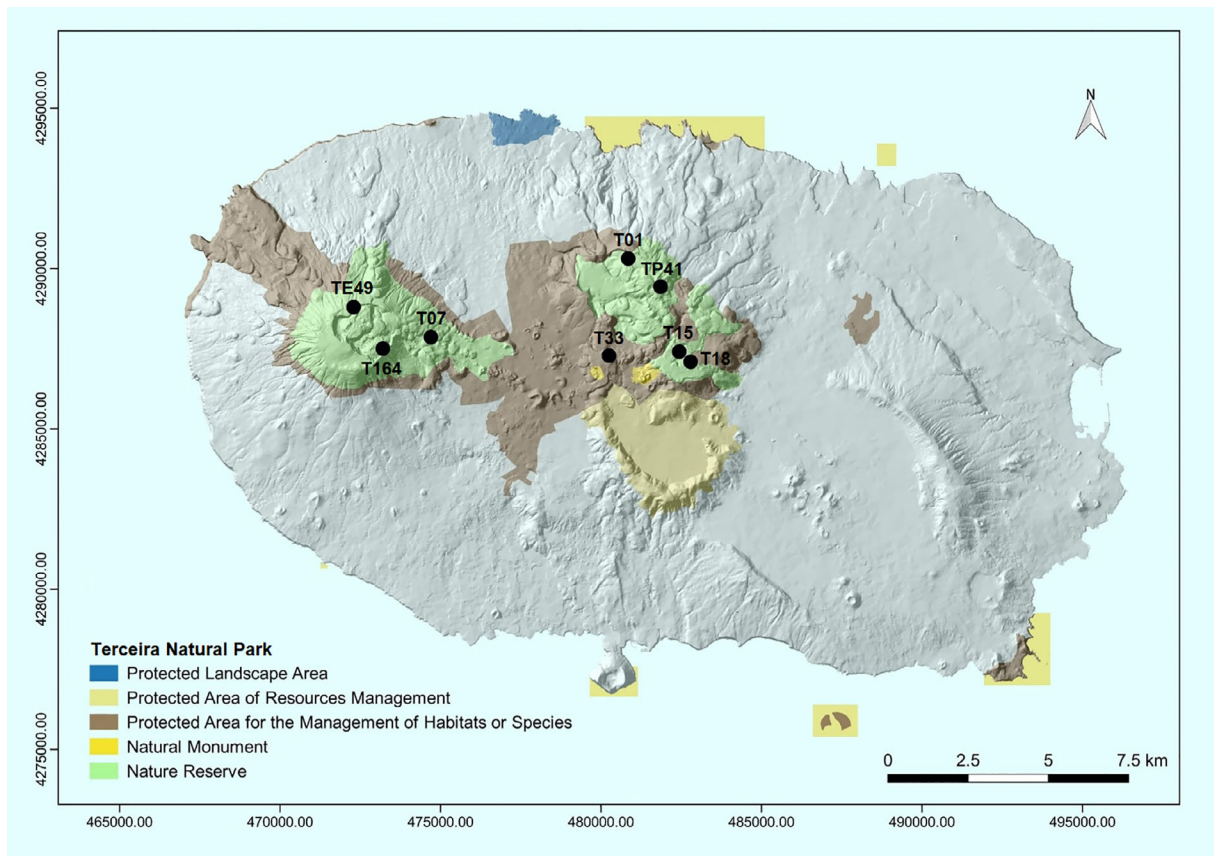 N
4295000.00
4290000.00
4285000.00
4280000.00
4275000.00
T01
TP41
TE49
T07
T33
T15
T18
T164
Terceira Natural Park
Protected Landscape Area
Protected Area of Resources Management
Protected Area for the Management of Habitats or Species
Natural Monument
Nature Reserve
0 2.5 5 7.5 km
465000.00 470000.00 475000.00 480000.00 485000.00 490000.00 495000.00